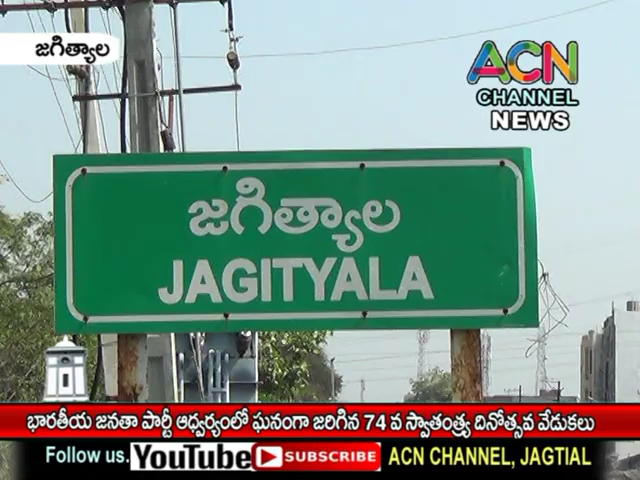 జగిత్యాల
ACN
CHANNEL
NEWS
జగిత్యాల
JAGITYALA
భారతీయ జనతా పార్టీ ఆధ్వర్యంలో ఘనంగా జరిగిన 74 వ స్వాతంత్ర్య దినోత్సవ వేడుకలు
Follow us. YouTube SUBSCRIBE ACN CHANNEL, JAGTIAL